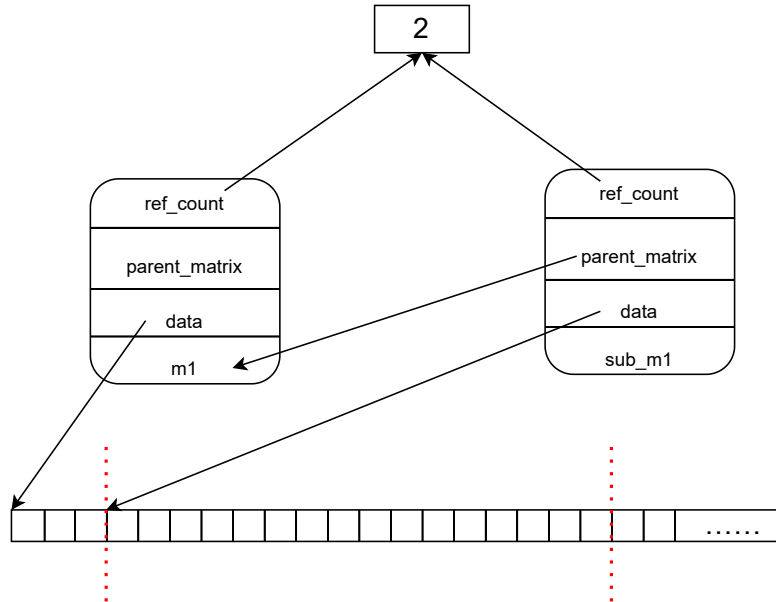 2
ref_count
parent_matrix
data
m1
ref_count
parent_matrix
data
sub_m1
......